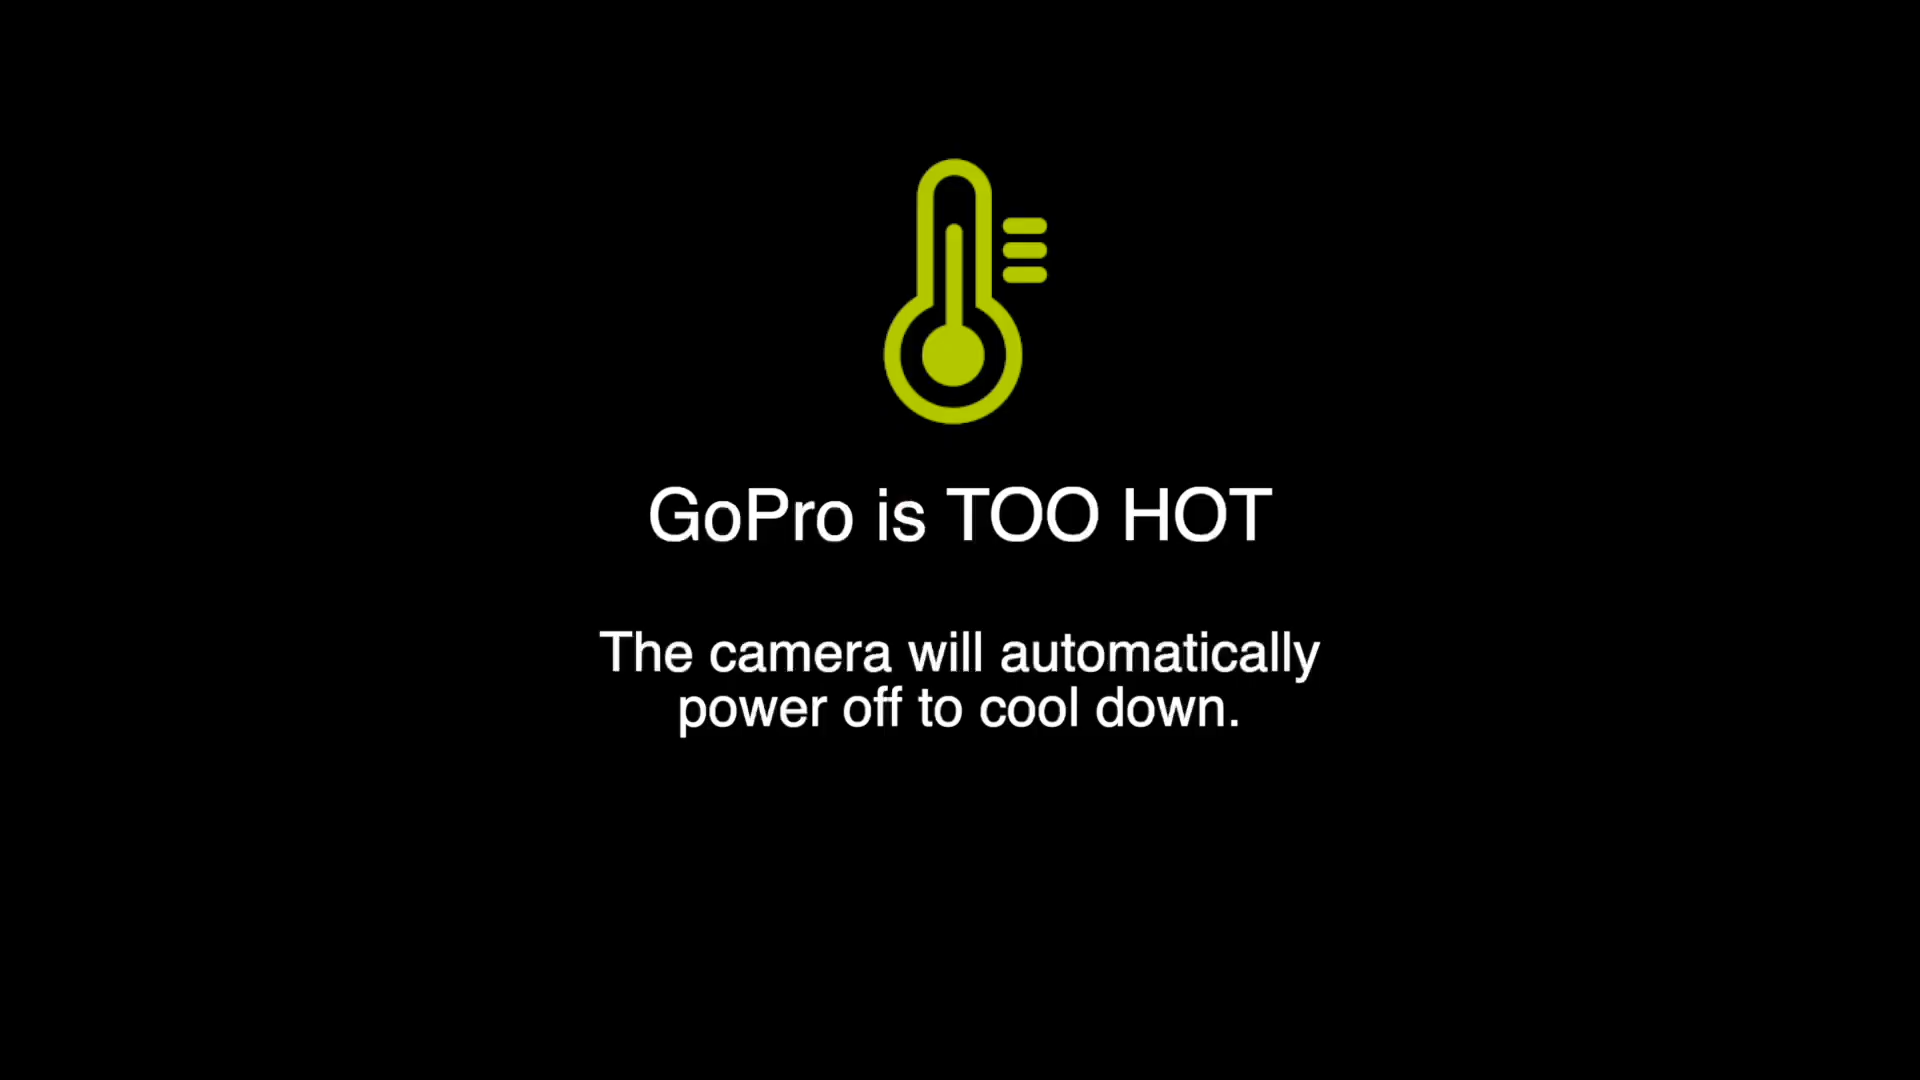 GoPro is TOO HOT
The camera will automatically
power off to cool down.